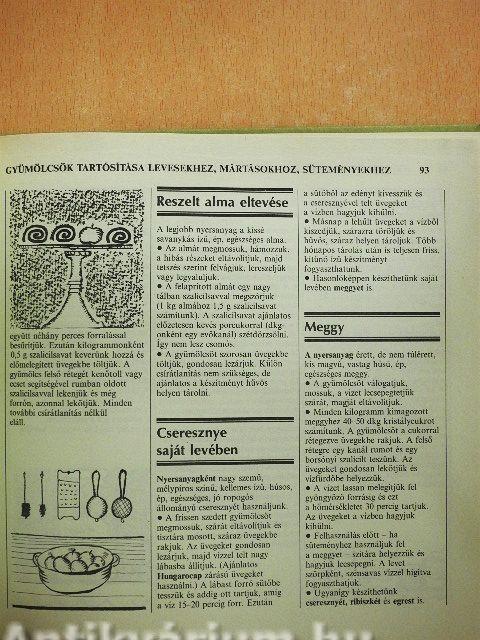 GYÜMÖLCSÖK TARTÓSÍTÁSA LEVESEKHEZ, MÁRTÁSOKHOZ, SÜTEMÉNYEKHEZ 93
együtt néhány perces forralással
besűrítjük. Ezután kilogrammonként
0,5 g szalicilsavat keverünk hozzá és
előmelegített üvegekbe töltjük. A
gyümölcs felső rétegét kenőtoll vagy
ecset segítségével rumban oldott
szalicilsavval lekenjük és még
forrón, azonnal lekötjük. Minden
további csírátlanítás nélkül
eláll.
Reszelt alma eltevése
A legjobb nyersanyag a kissé
savanykás ízű, ép, egészséges alma.
● Az almát megmossuk, hámozzuk,
a hibás részeket eltávolítjuk, majd
tetszés szerint felvágjuk, lereszeljük
vagy legyaluljuk.
● A felaprított almát egy nagy
tálban szalicilsavval megszórjuk
(1 kg almához 1,5 g szalicilsavat
számítunk). A szalicilsavat ajánlatos
előzetesen kevés porcukorral (dkg-
onként egy evőkanál) szétdörzsölni.
Így nem lesz csomós.
● A gyümölcsöt szorosan üvegekbe
töltjük, gondosan lezárjuk. Külön
csírátlanítás nem szükséges, de
ajánlatos a készítményt hűvös
helyen tárolni.
Cseresznye
saját levében
Nyersanyagként nagy szemű,
mélypiros színű, kellemes ízű, húsos,
ép, egészséges, jó ropogós
állományú cseresznyét használjunk.
● A frissen szedett gyümölcsöt
megmossuk, szárát eltávolítjuk és
tisztára mosott, száraz üvegekbe
rakjuk. Az üvegeket gondosan
lezárjuk, majd vízzel telt nagy
lábasba állítjuk. (Ajánlatos
Hungarocap zárású üvegeket
használni.) A lábast forró sütőbe
tesszük és addig ott tartjuk, amíg
a víz 15–20 percig forr. Ezután
a sütőből az edényt kivesszük és
a cseresznyével telt üvegeket
a vízben hagyjuk kihűlni.
● Másnap a lehűlt üvegeket a vízből
kiszedjük, szárazra töröljük és
hűvös, száraz helyen tároljuk. Több
hónapos tárolás után is teljesen friss,
kitűnő ízű készítményt
fogyaszthatunk.
● Hasonlóképpen készíthetünk saját
levében meggyet is.
Meggy
A nyersanyag érett, de nem túlérett,
kis magvú, vastag húsú, ép,
egészséges meggy.
● A gyümölcsöt válogatjuk,
mossuk, a vizet lecsepegtetjük
szárát, magját eltávolítjuk.
● Minden kilogramm kimagozott
meggyhez 40–50 dkg kristálycukrot
számítunk. A gyümölcsöt a cukorral
rétegezve üvegekbe rakjuk. A felső
rétegre egy kanál rumot és egy
borsónyi szalicilt teszünk. Az
üvegeket gondosan lekötjük és
vízfürdőbe helyezzük.
● A vizet lassan melegítjük fel
gyöngyöző forrásig és ezt
a hőmérsékletet 30 percig tartjuk.
Az üvegeket a vízben hagyjuk
kihűlni.
● Felhasználás előtt – ha
süteményhez használjuk fel
a meggyet – szitára helyezzük és
hagyjuk lecsepegni. A levet
szörpként, szénsavas vízzel hígítva
fogyaszthatjuk.
● Ugyanígy készíthetünk
cseresznyét, ribiszkét és egrest is.